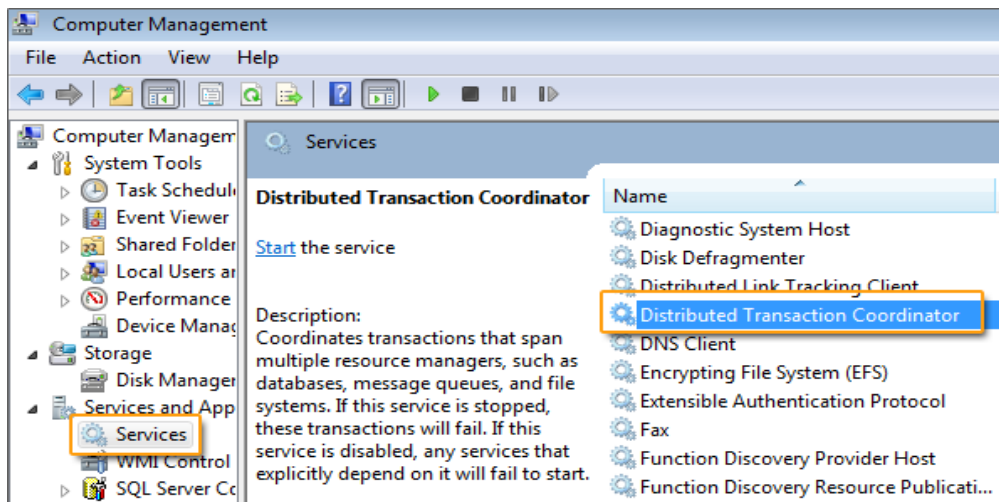 Computer Management
File Action View Help
Computer Managem
System Tools
Task Schedul
Event Viewer
Shared Folder
Local Users ar
Performance
Device Manag
Storage
Disk Manager
Services and App
Services
WMI Control
SQL Server Co
Services
Distributed Transaction Coordinator
Start the service
Description:
Coordinates transactions that span
multiple resource managers, such as
databases, message queues, and file
systems. If this service is stopped,
these transactions will fail. If this
service is disabled, any services that
explicitly depend on it will fail to start.
Name
Diagnostic System Host
Disk Defragmenter
Distributed Link Tracking Client
Distributed Transaction Coordinator
DNS Client
Encrypting File System (EFS)
Extensible Authentication Protocol
Fax
Function Discovery Provider Host
Function Discovery Resource Publicati...